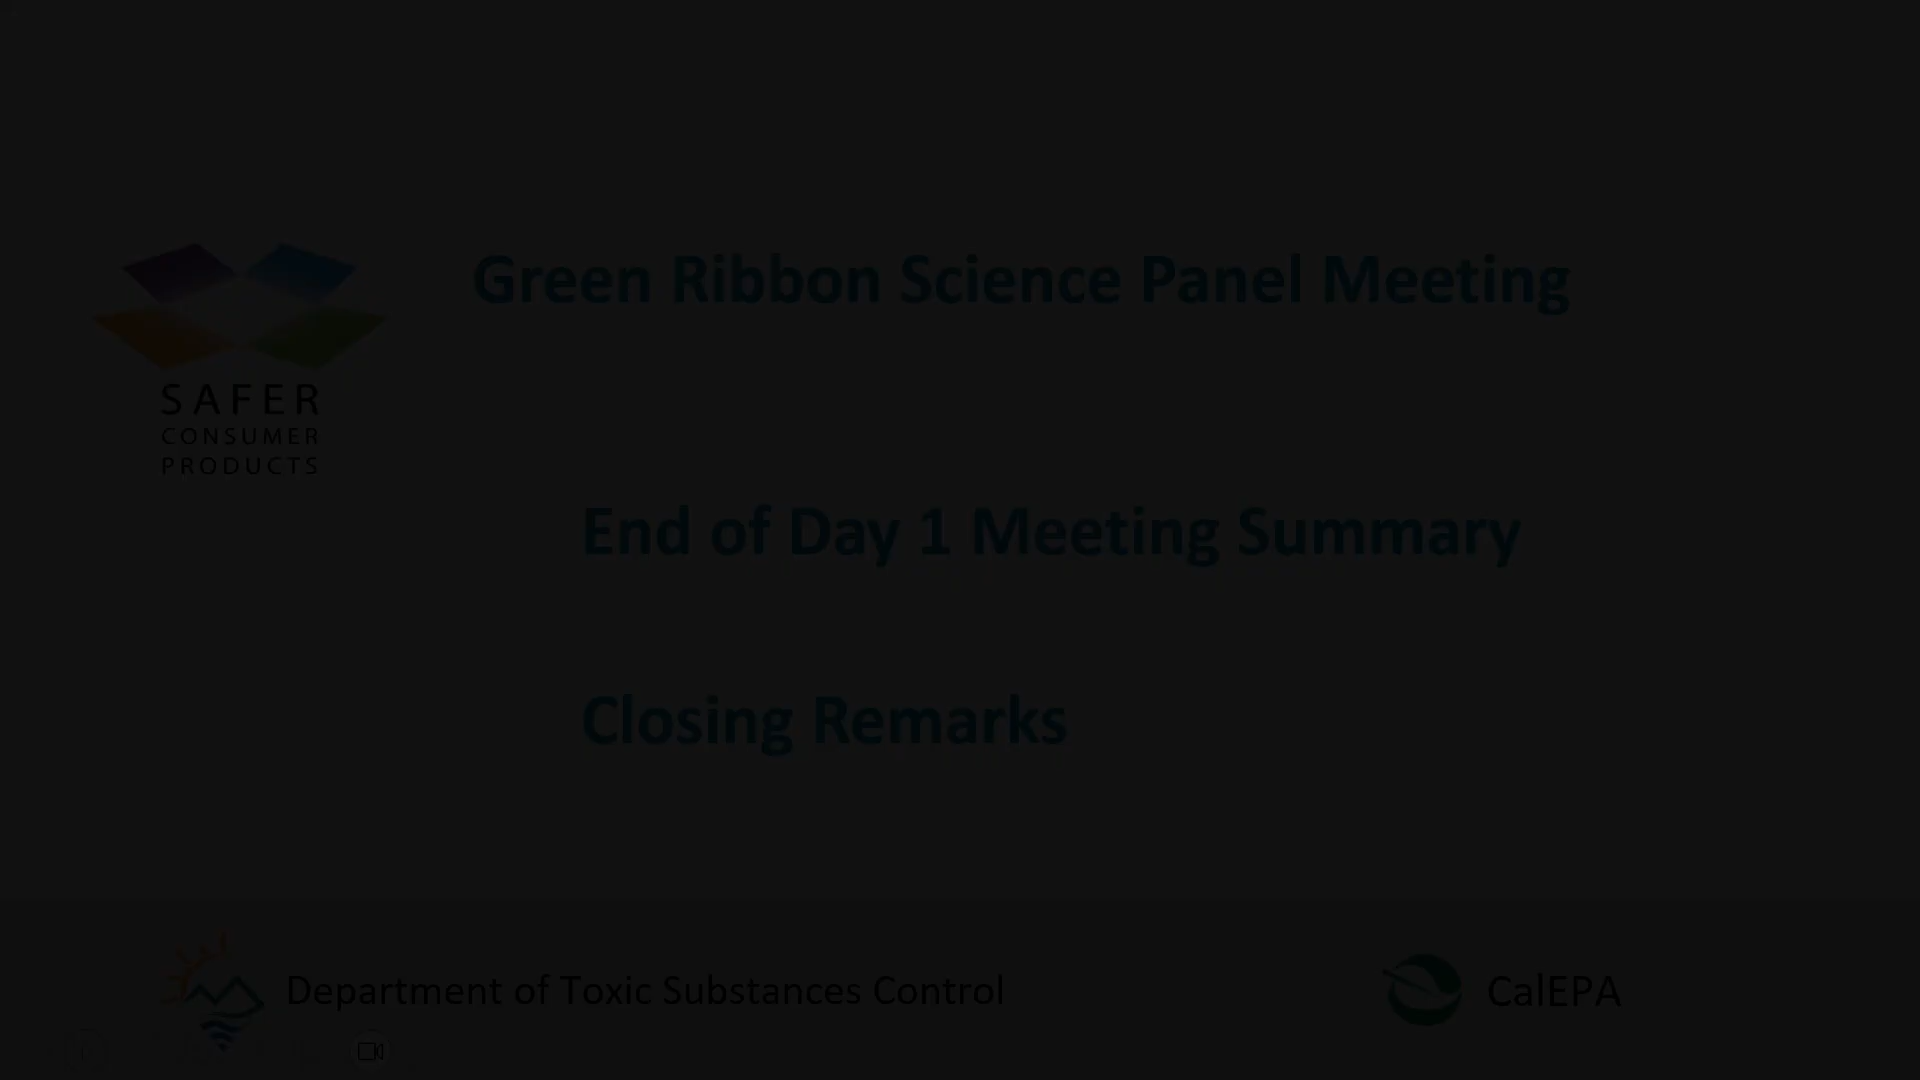 Green Ribbon Science Panel Meeting
SAFER
CONSUMER
PRODUCTS
End of Day 1 Meeting Summary
Closing Remarks
Department of Toxic Substances Control
CalEPA